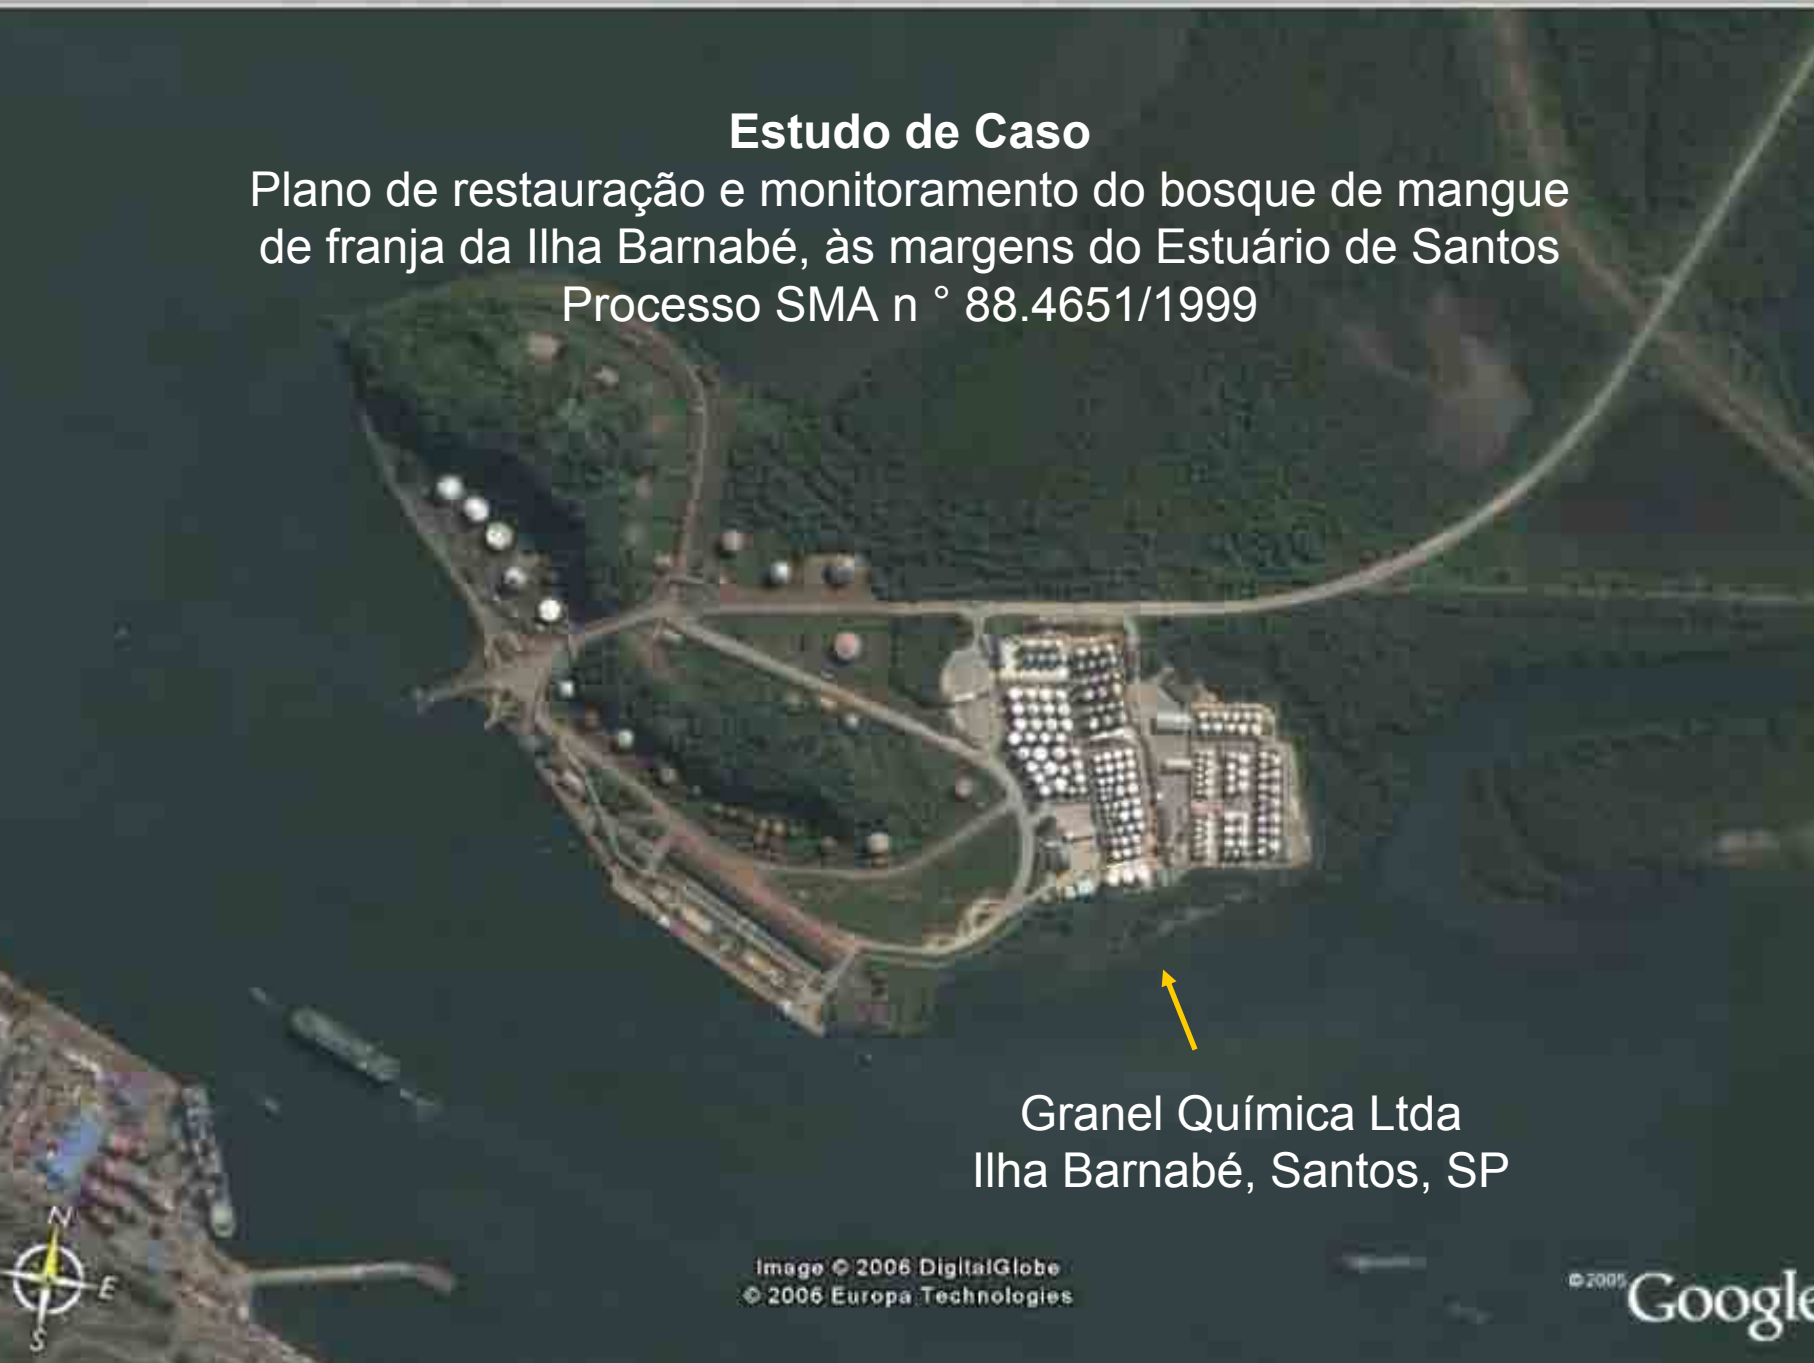 Estudo de Caso
Plano de restauração e monitoramento do bosque de mangue
de franja da Ilha Barnabé, às margens do Estuário de Santos
Processo SMA n ° 88.4651/1999
Granel Química Ltda
Ilha Barnabé, Santos, SP
N
E
S
Image © 2006 DigitalGlobe
© 2006 Europa Technologies
©2005 Google